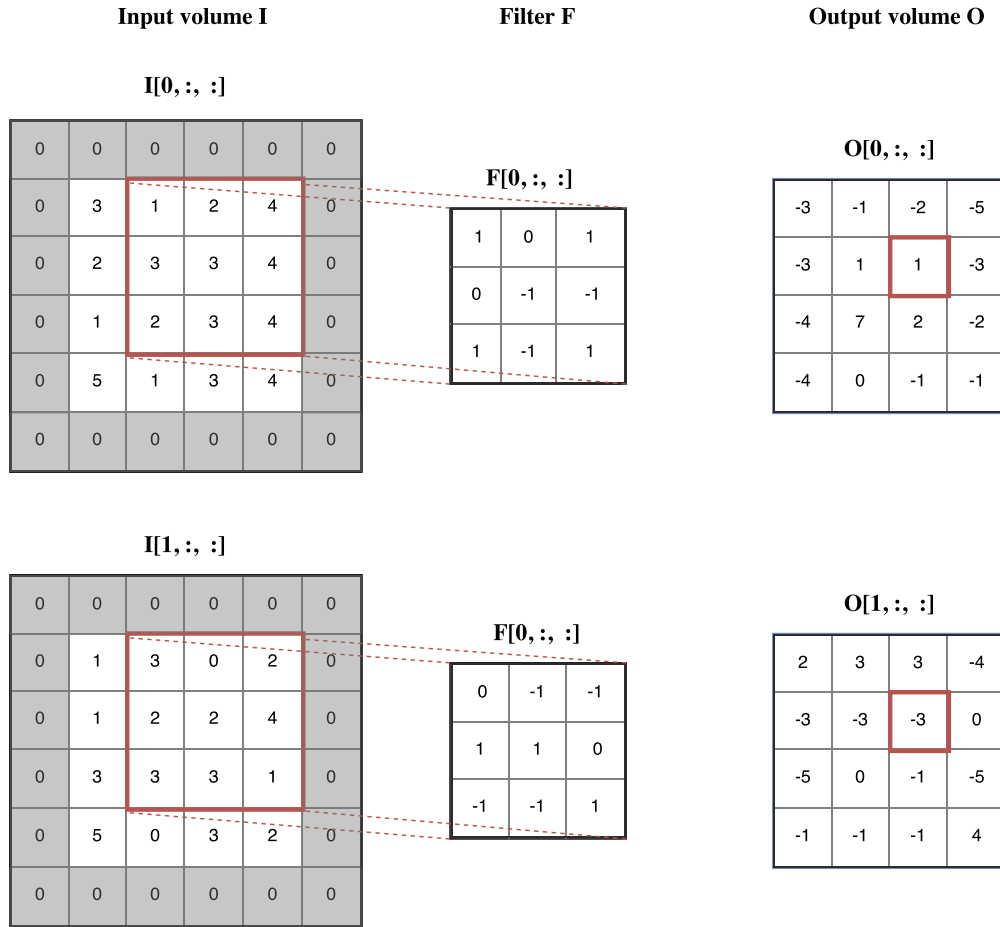 Input volume I Filter F Output volume O
I[0, :, :]
0 0 0 0 0 0
0 3 1 2 4 0
0 2 3 3 4 0
0 1 2 3 4 0
0 5 1 3 4 0
0 0 0 0 0 0
F[0, :, :]
1 0 1
0 -1 -1
1 -1 1
O[0, :, :]
-3 -1 -2 -5
-3 1 1 -3
-4 7 2 -2
-4 0 -1 -1
I[1, :, :]
0 0 0 0 0 0
0 1 3 0 2 0
0 1 2 2 4 0
0 3 3 3 1 0
0 5 0 3 2 0
0 0 0 0 0 0
F[0, :, :]
0 -1 -1
1 1 0
-1 -1 1
O[1, :, :]
2 3 3 -4
-3 -3 -3 0
-5 0 -1 -5
-1 -1 -1 4